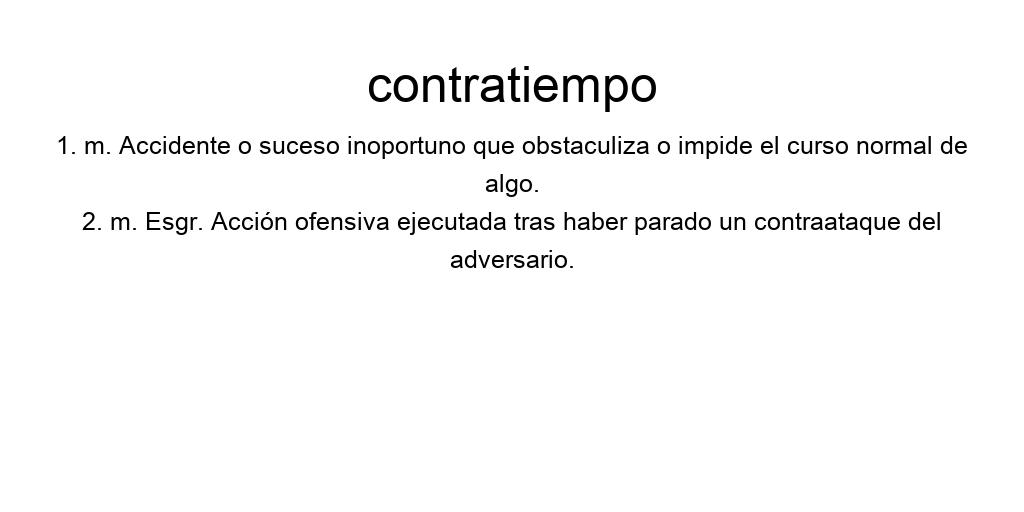 contratiempo
1. m. Accidente o suceso inoportuno que obstaculiza o impide el curso normal de
algo.
2. m. Esgr. Acción ofensiva ejecutada tras haber parado un contraataque del
adversario.